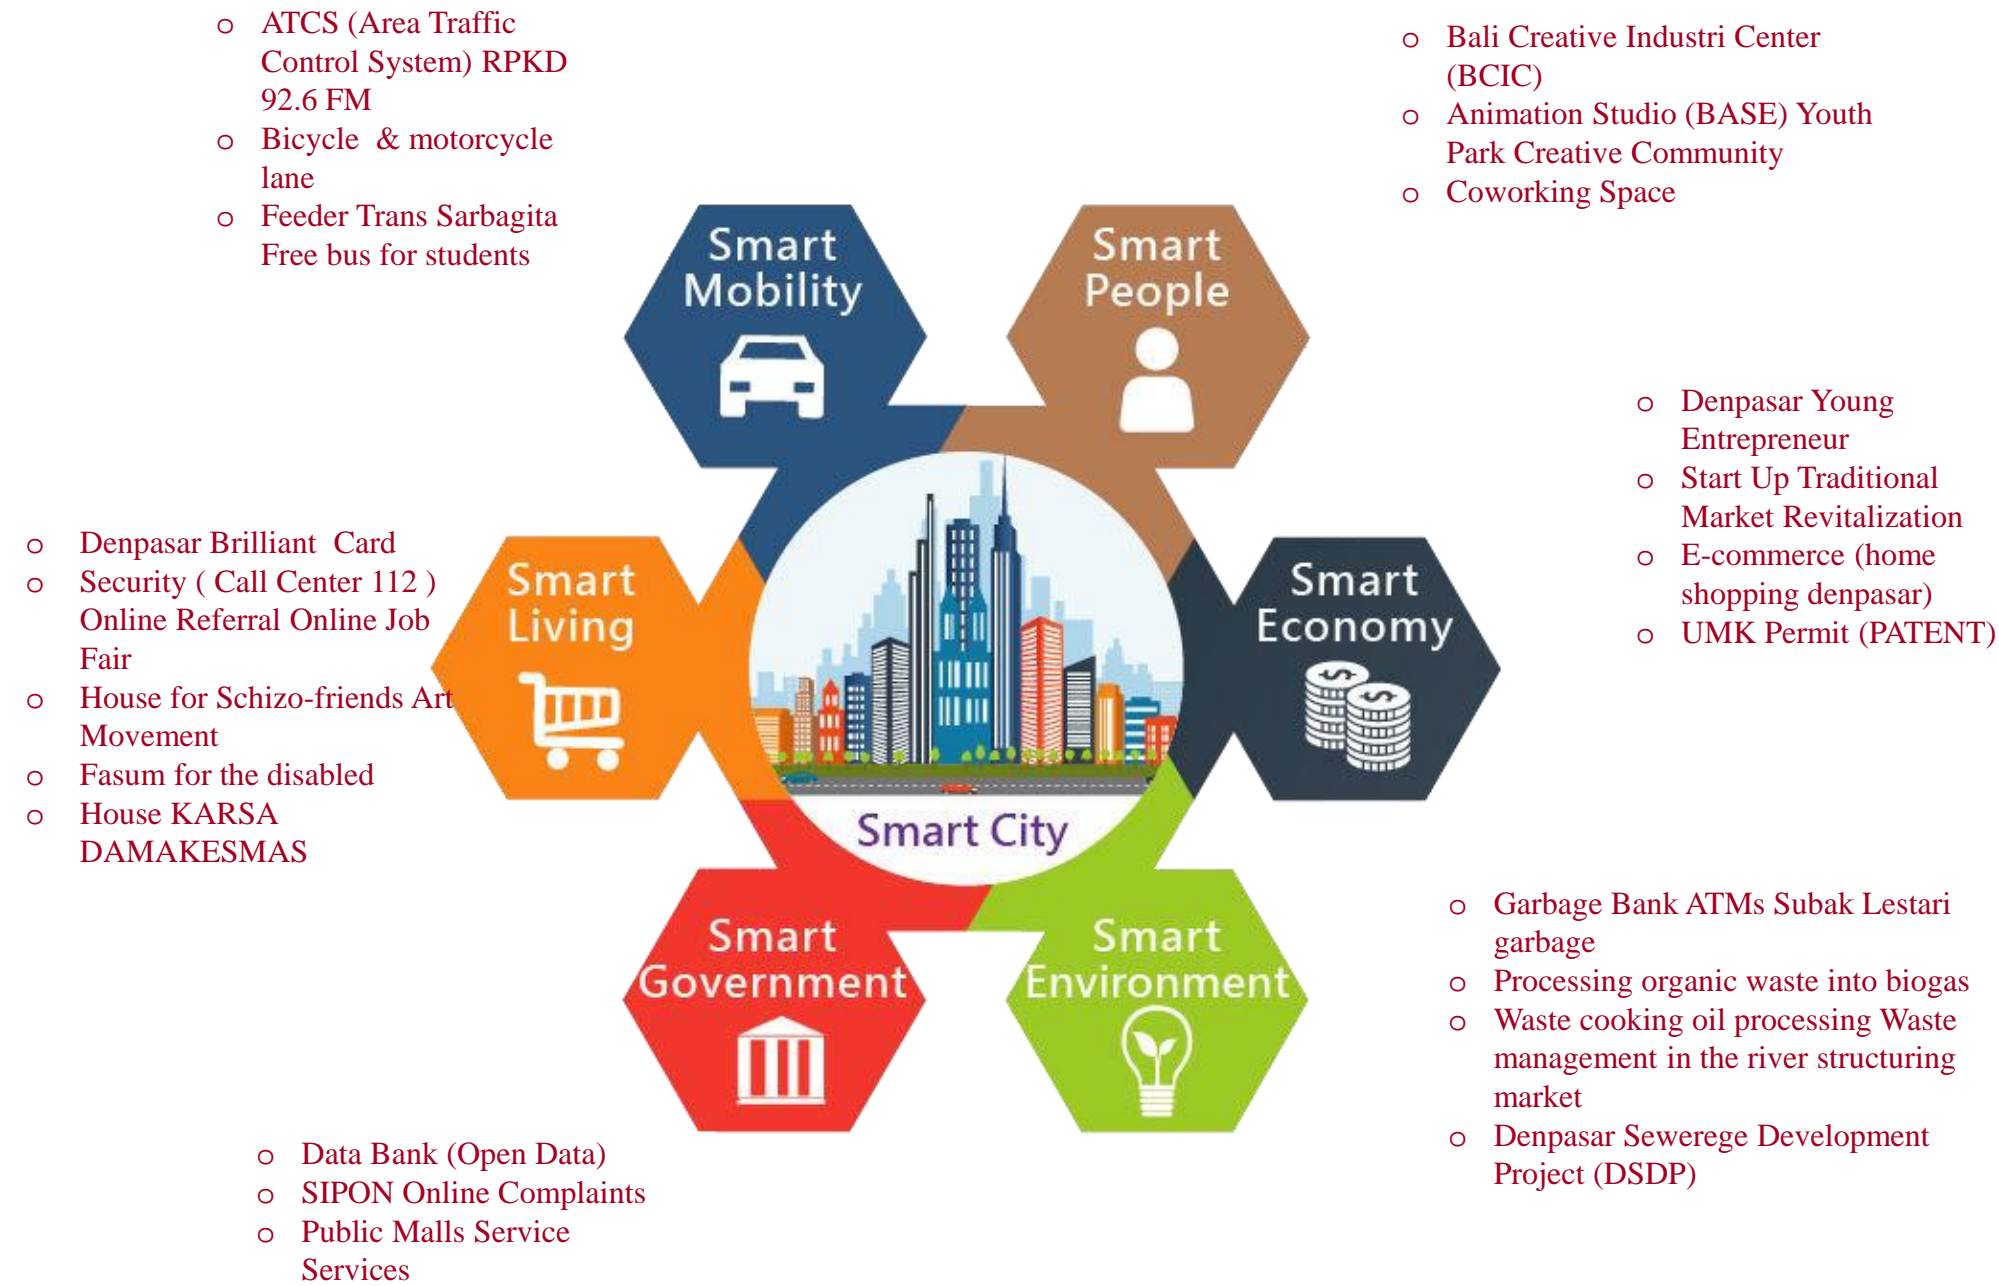 o ATCS (Area Traffic
Control System) RPKD
92.6 FM
o Bicycle & motorcycle
lane
o Feeder Trans Sarbagita
Free bus for students
o Bali Creative Industri Center
(BCIC)
o Animation Studio (BASE) Youth
Park Creative Community
o Coworking Space
Smart
Mobility
Smart
People
o Denpasar Young
Entrepreneur
o Start Up Traditional
Market Revitalization
o E-commerce (home
shopping denpasar)
o UMK Permit (PATENT)
o Denpasar Brilliant Card
o Security ( Call Center 112 )
Online Referral Online Job
Fair
o House for Schizo-friends Art
Movement
o Fasum for the disabled
o House KARSA
DAMAKESMAS
Smart
Living
Smart
Economy
Smart City
Smart
Government
Smart
Environment
o Garbage Bank ATMs Subak Lestari
garbage
o Processing organic waste into biogas
o Waste cooking oil processing Waste
management in the river structuring
market
o Denpasar Sewerege Development
Project (DSDP)
o Data Bank (Open Data)
o SIPON Online Complaints
o Public Malls Service
Services